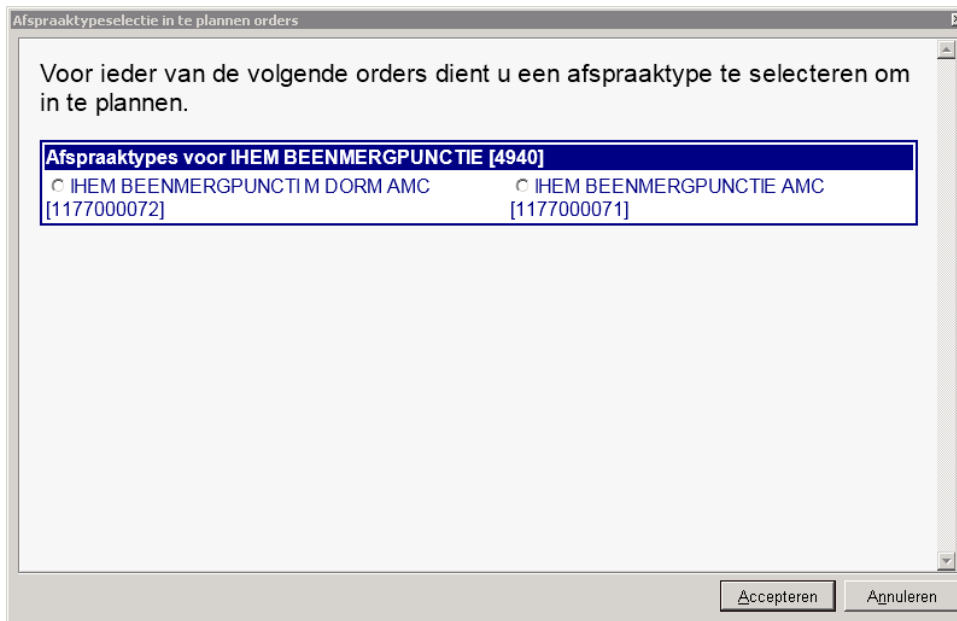 Afspraaktypeselectie in te plannen orders
Voor ieder van de volgende orders dient u een afspraaktype te selecteren om
in te plannen.
Afspraaktypes voor IHEM BEENMERGPUNCTIE [4940]
IHEM BEENMERGPUNCTI M DORM AMC
[1177000072]
IHEM BEENMERGPUNCTIE AMC
[1177000071]
Accepteren
Annuleren